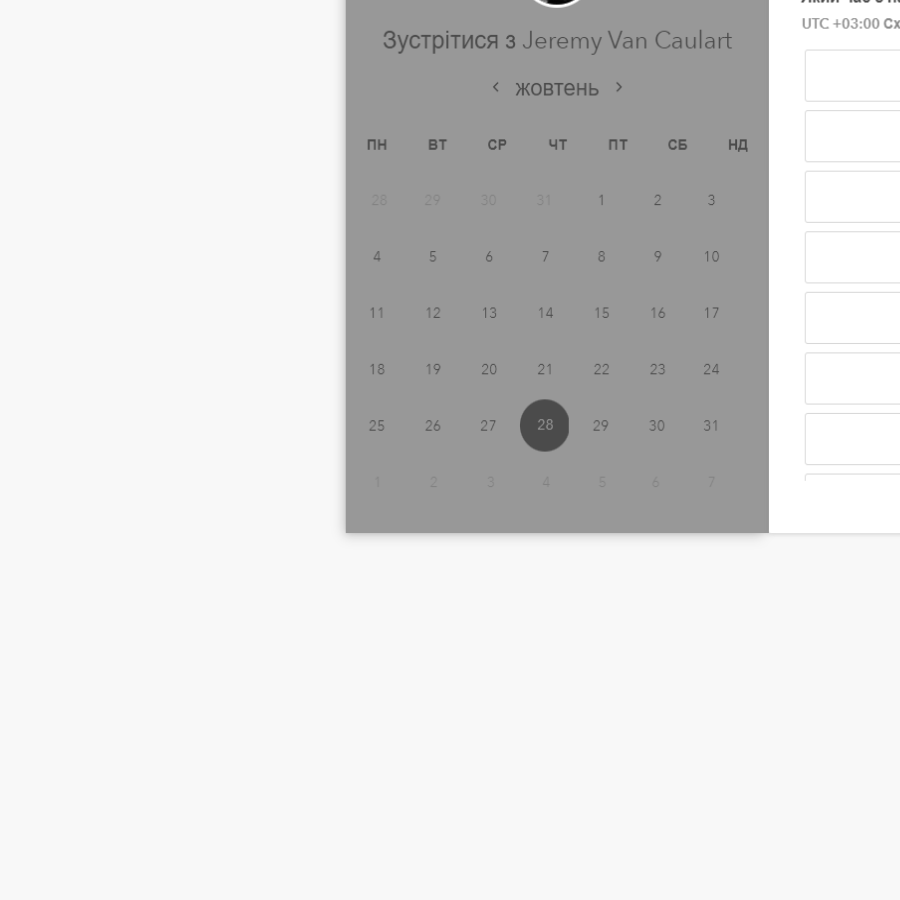 UTC +03:00
Зустрітися з Jeremy Van Caulart
‹ жовтень ›
ПН ВТ СР ЧТ ПТ СБ НД
28 29 30 31 1 2 3
4 5 6 7 8 9 10
11 12 13 14 15 16 17
18 19 20 21 22 23 24
25 26 27 28 29 30 31
1 2 3 4 5 6 7